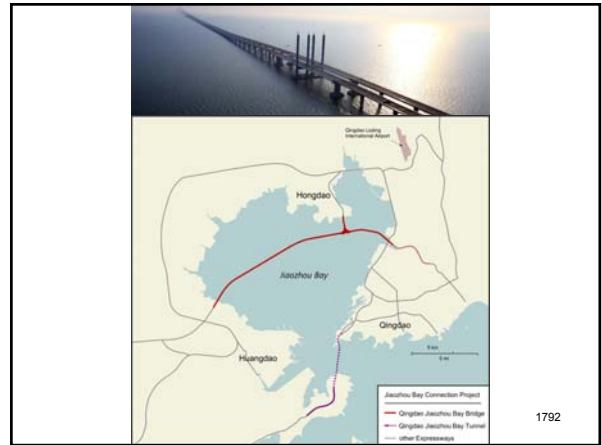 Qingdao Liuting
International Airport
Hongdao
Jiaozhou Bay
Qingdao
Huangdao
5 km
5 mi
Jiaozhou Bay Connection Project
Qingdao Jiaozhou Bay Bridge
Qingdao Jiaozhou Bay Tunnel
other Expressways
1792